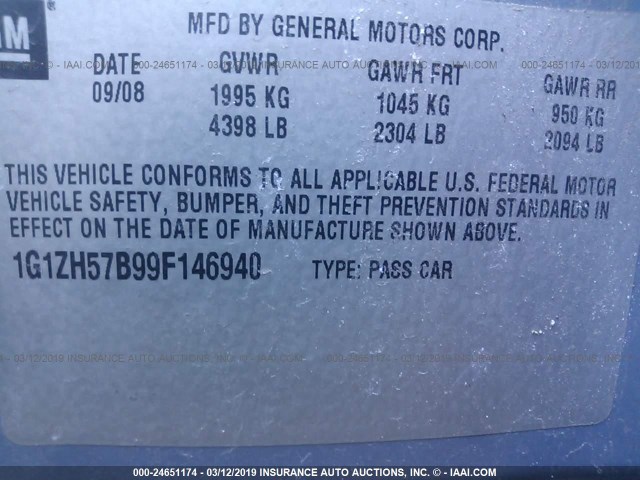 GM
MFD BY GENERAL MOTORS CORP.
DATE GVWR GAWR FRT GAWR RR
09/08 1995 KG 1045 KG 950 KG
4398 LB 2304 LB 2094 LB
THIS VEHICLE CONFORMS TO ALL APPLICABLE U.S. FEDERAL MOTOR
VEHICLE SAFETY, BUMPER, AND THEFT PREVENTION STANDARDS IN
EFFECT ON THE DATE OF MANUFACTURE SHOWN ABOVE.
1G1ZH57B99F146940 TYPE: PASS CAR
000-24651174 - 03/12/2019 INSURANCE AUTO AUCTIONS, INC. - IAAI.COM